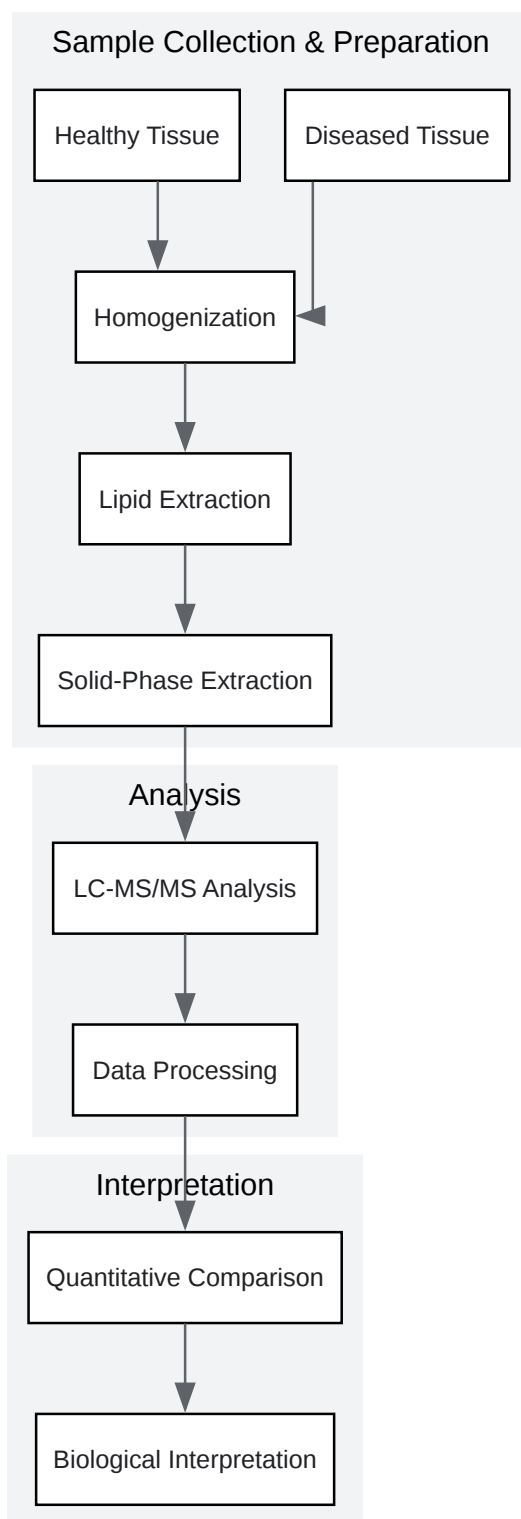 Sample Collection & Preparation
Healthy Tissue
Diseased Tissue
Homogenization
Lipid Extraction
Solid-Phase Extraction
Analysis
LC-MS/MS Analysis
Data Processing
Interpretation
Quantitative Comparison
Biological Interpretation